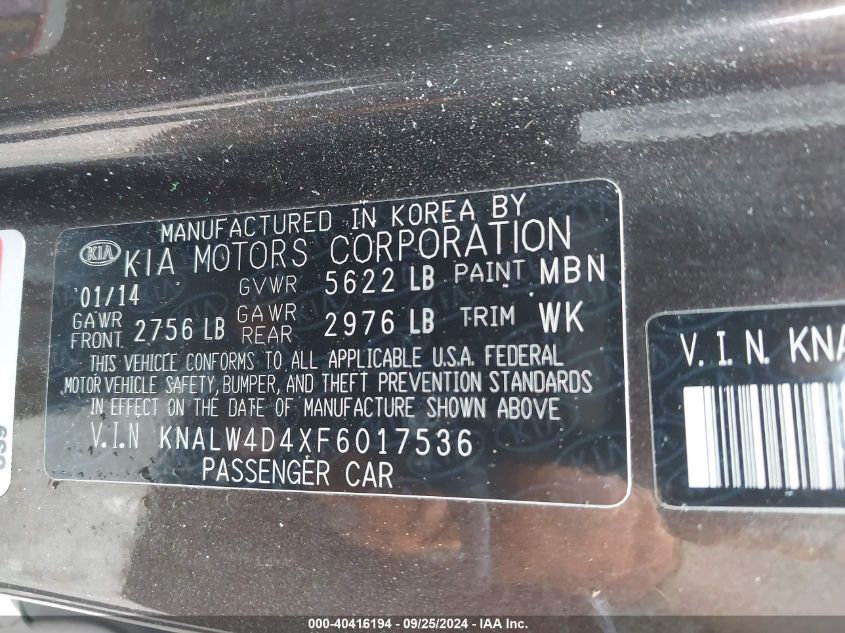 MANUFACTURED IN KOREA BY
KIA KIA MOTORS CORPORATION
'01/14 GVWR 5622 LB PAINT MBN
GAWR FRONT 2756 LB GAWR REAR 2976 LB TRIM WK
THIS VEHICLE CONFORMS TO ALL APPLICABLE U.S.A. FEDERAL
MOTOR VEHICLE SAFETY, BUMPER, AND THEFT PREVENTION STANDARDS
IN EFFECT ON THE DATE OF MANUFACTURE SHOWN ABOVE
V.I.N KNALW4D4XF6017536
PASSENGER CAR
V.I.N. KNA
000-40416194 - 09/25/2024 - IAA Inc.